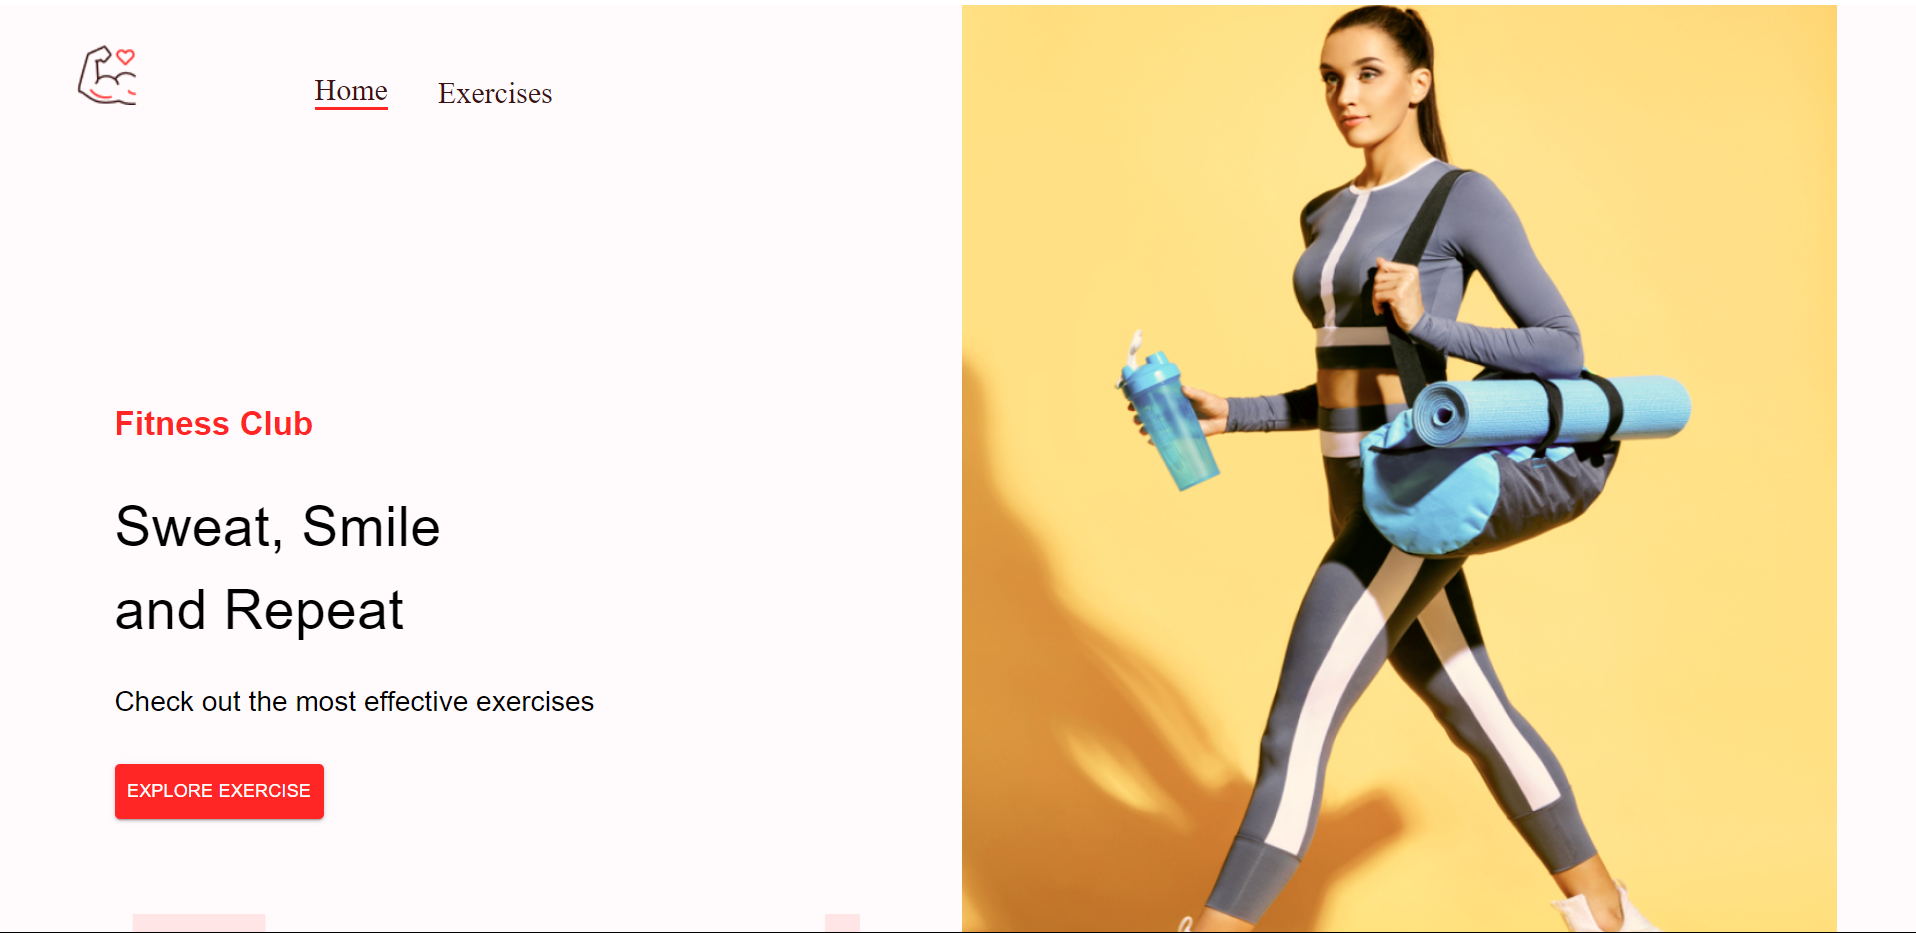 Home
Exercises
Fitness Club
Sweat, Smile
and Repeat
Check out the most effective exercises
EXPLORE EXERCISE